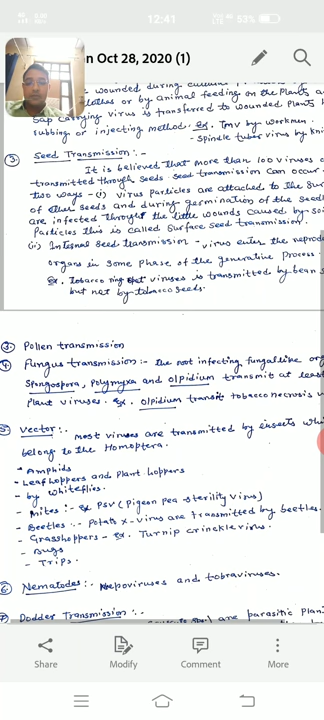 12:41
53%
n Oct 28, 2020 (1)
wounded during
or by animal feeding on the Plants a
Sap carrying virus is transferred to wounded Plants
rubbing or injecting method. Ex. TMV by workmen.
- Spindle tuber virus by kni
③. Seed Transmission :-
It is believed that more than 100 viruses a
transmitted through seeds. Seed transmission can occur
two ways - (i) virus Particles are attached to the Sur
of the seeds and during germination of the Seedl
are infected throught the little wounds caused by soi
Particles this is called Surface Seed transmission.
(ii) Internal Seed transmission - virus enter the reprod
organs in some Phase of the generative process.
Ex. Tobacco ring spot viruses is transmitted by bean s
but not by tobacco seeds.
③. Pollen transmission
④. Fungus transmission :- the root infecting fungal like org
Spongospora, Polymyxa and olpidium transmit at least
Plant viruses. Ex. olpidium transit tobacco necrosis v
⑤. Vector :-
most viruses are transmitted by insects whi
belong to the Homoptera.
- Amphids
- Leafhoppers and Plant hoppers
- by whiteflies.
- Mites :- Ex PSV (Pigeon Pea sterility virus)
- Beetles :- Potato x-virus are transmitted by beetles.
- Grasshoppers - Ex. Turnip crinckle virus.
- Bugs
- Trips.
⑥. Nematodes :- Nepoviruses and tobraviruses.
⑦ Dodder Transmission :-
are parasitic Plan
Share
Modify
Comment
More